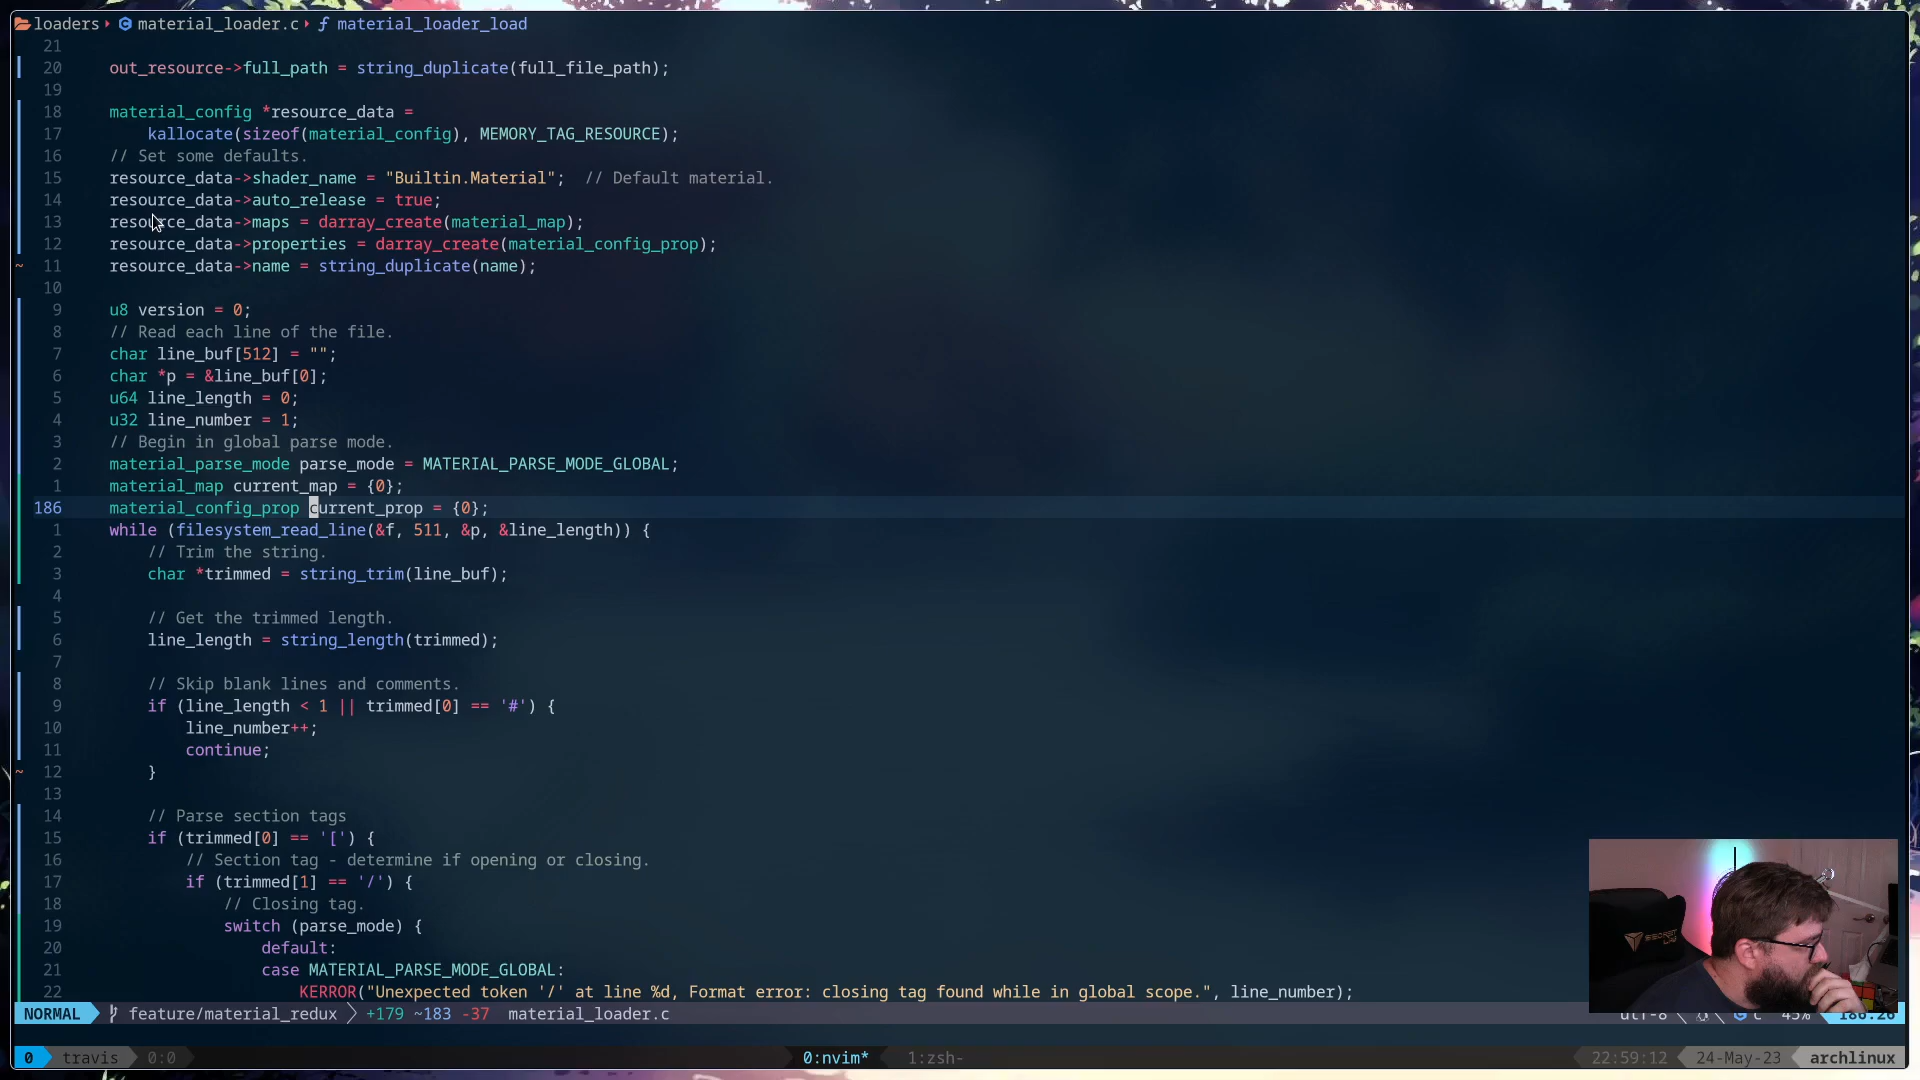 loaders material_loader.c ƒ material_loader_load
21
20 out_resource->full_path = string_duplicate(full_file_path);
19
18 material_config *resource_data =
17 kallocate(sizeof(material_config), MEMORY_TAG_RESOURCE);
16 // Set some defaults.
15 resource_data->shader_name = "Builtin.Material"; // Default material.
14 resource_data->auto_release = true;
13 resource_data->maps = darray_create(material_map);
12 resource_data->properties = darray_create(material_config_prop);
~ 11 resource_data->name = string_duplicate(name);
10
9 u8 version = 0;
8 // Read each line of the file.
7 char line_buf[512] = "";
6 char *p = &line_buf[0];
5 u64 line_length = 0;
4 u32 line_number = 1;
3 // Begin in global parse mode.
2 material_parse_mode parse_mode = MATERIAL_PARSE_MODE_GLOBAL;
1 material_map current_map = {0};
186 material_config_prop current_prop = {0};
1 while (filesystem_read_line(&f, 511, &p, &line_length)) {
2 // Trim the string.
3 char *trimmed = string_trim(line_buf);
4
5 // Get the trimmed length.
6 line_length = string_length(trimmed);
7
8 // Skip blank lines and comments.
9 if (line_length < 1 || trimmed[0] == '#') {
10 line_number++;
11 continue;
~ 12 }
13
14 // Parse section tags
15 if (trimmed[0] == '[') {
16 // Section tag - determine if opening or closing.
17 if (trimmed[1] == '/') {
18 // Closing tag.
19 switch (parse_mode) {
20 default:
21 case MATERIAL_PARSE_MODE_GLOBAL:
22 KERROR("Unexpected token '/' at line %d, Format error: closing tag found while in global scope.", line_number);
NORMAL feature/material_redux +179 ~183 -37 material_loader.c
0 travis 0:0 0:nvim* 1:zsh- 22:59:12 24-May-23 archlinux